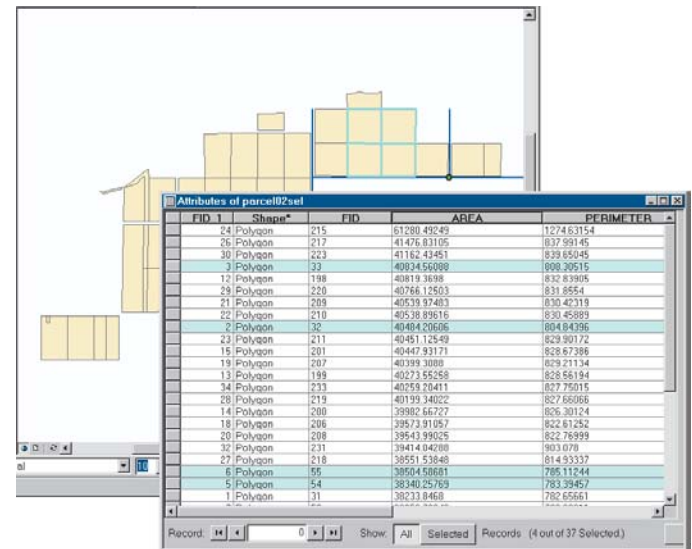 Attributes of parcel02sel
FID_1 Shape* FID AREA PERIMETER
24 Polygon 215 61280.49249 1274.63154
26 Polygon 217 41476.83105 837.99145
30 Polygon 223 41162.43451 839.65045
3 Polygon 33 40834.56088 808.30515
12 Polygon 198 40819.3698 832.83905
29 Polygon 220 40766.12503 831.8554
21 Polygon 209 40539.97483 830.42319
22 Polygon 210 40538.89616 830.45889
2 Polygon 32 40484.20606 804.84396
23 Polygon 211 40451.12549 829.90172
15 Polygon 201 40447.93171 828.67386
19 Polygon 207 40399.3088 829.21134
13 Polygon 199 40273.55258 828.56194
34 Polygon 233 40259.20411 827.75015
28 Polygon 219 40199.34022 827.66066
14 Polygon 200 39982.66727 826.30124
18 Polygon 206 39573.91057 822.61252
20 Polygon 208 39543.99025 822.76999
32 Polygon 231 39414.04288 903.078
27 Polygon 218 38551.53848 814.93337
6 Polygon 55 38504.58681 785.11244
5 Polygon 54 38340.25769 783.39457
1 Polygon 31 38233.8468 782.65661
al 10
Record: 0 Show: All Selected Records (4 out of 37 Selected.)